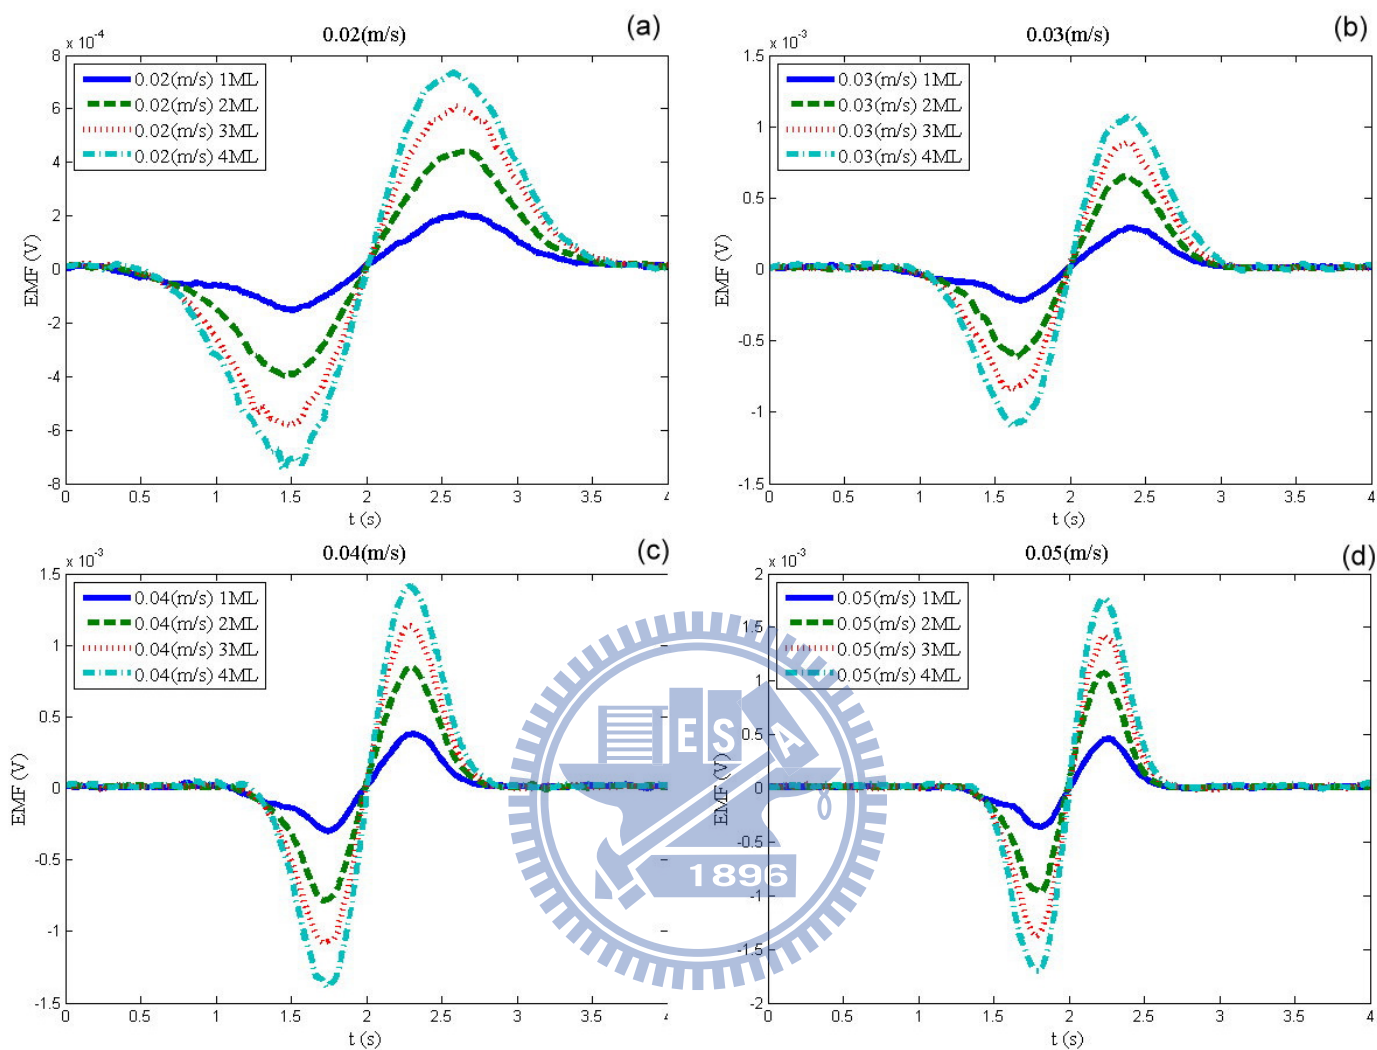 (a)
0.02(m/s)
x 10-4
8
6
4
2
0
-2
-4
-6
-8
EMF (V)
0.02(m/s) 1ML
0.02(m/s) 2ML
0.02(m/s) 3ML
0.02(m/s) 4ML
0 0.5 1 1.5 2 2.5 3 3.5
t (s)
(b)
0.03(m/s)
x 10-3
1.5
1
0.5
0
-0.5
-1
-1.5
EMF (V)
0.03(m/s) 1ML
0.03(m/s) 2ML
0.03(m/s) 3ML
0.03(m/s) 4ML
0 0.5 1 1.5 2 2.5 3 3.5 4
t (s)
(c)
0.04(m/s)
x 10-3
1.5
1
0.5
0
-0.5
-1
-1.5
EMF (V)
0.04(m/s) 1ML
0.04(m/s) 2ML
0.04(m/s) 3ML
0.04(m/s) 4ML
0 0.5 1 1.5 2 2.5 3 3.5
t (s)
(d)
0.05(m/s)
x 10-3
2
1.5
1
0.5
0
-0.5
-1
-1.5
-2
EMF (V)
0.05(m/s) 1ML
0.05(m/s) 2ML
0.05(m/s) 3ML
0.05(m/s) 4ML
0 0.5 1 1.5 2 2.5 3 3.5 4
t (s)
ESA
1896